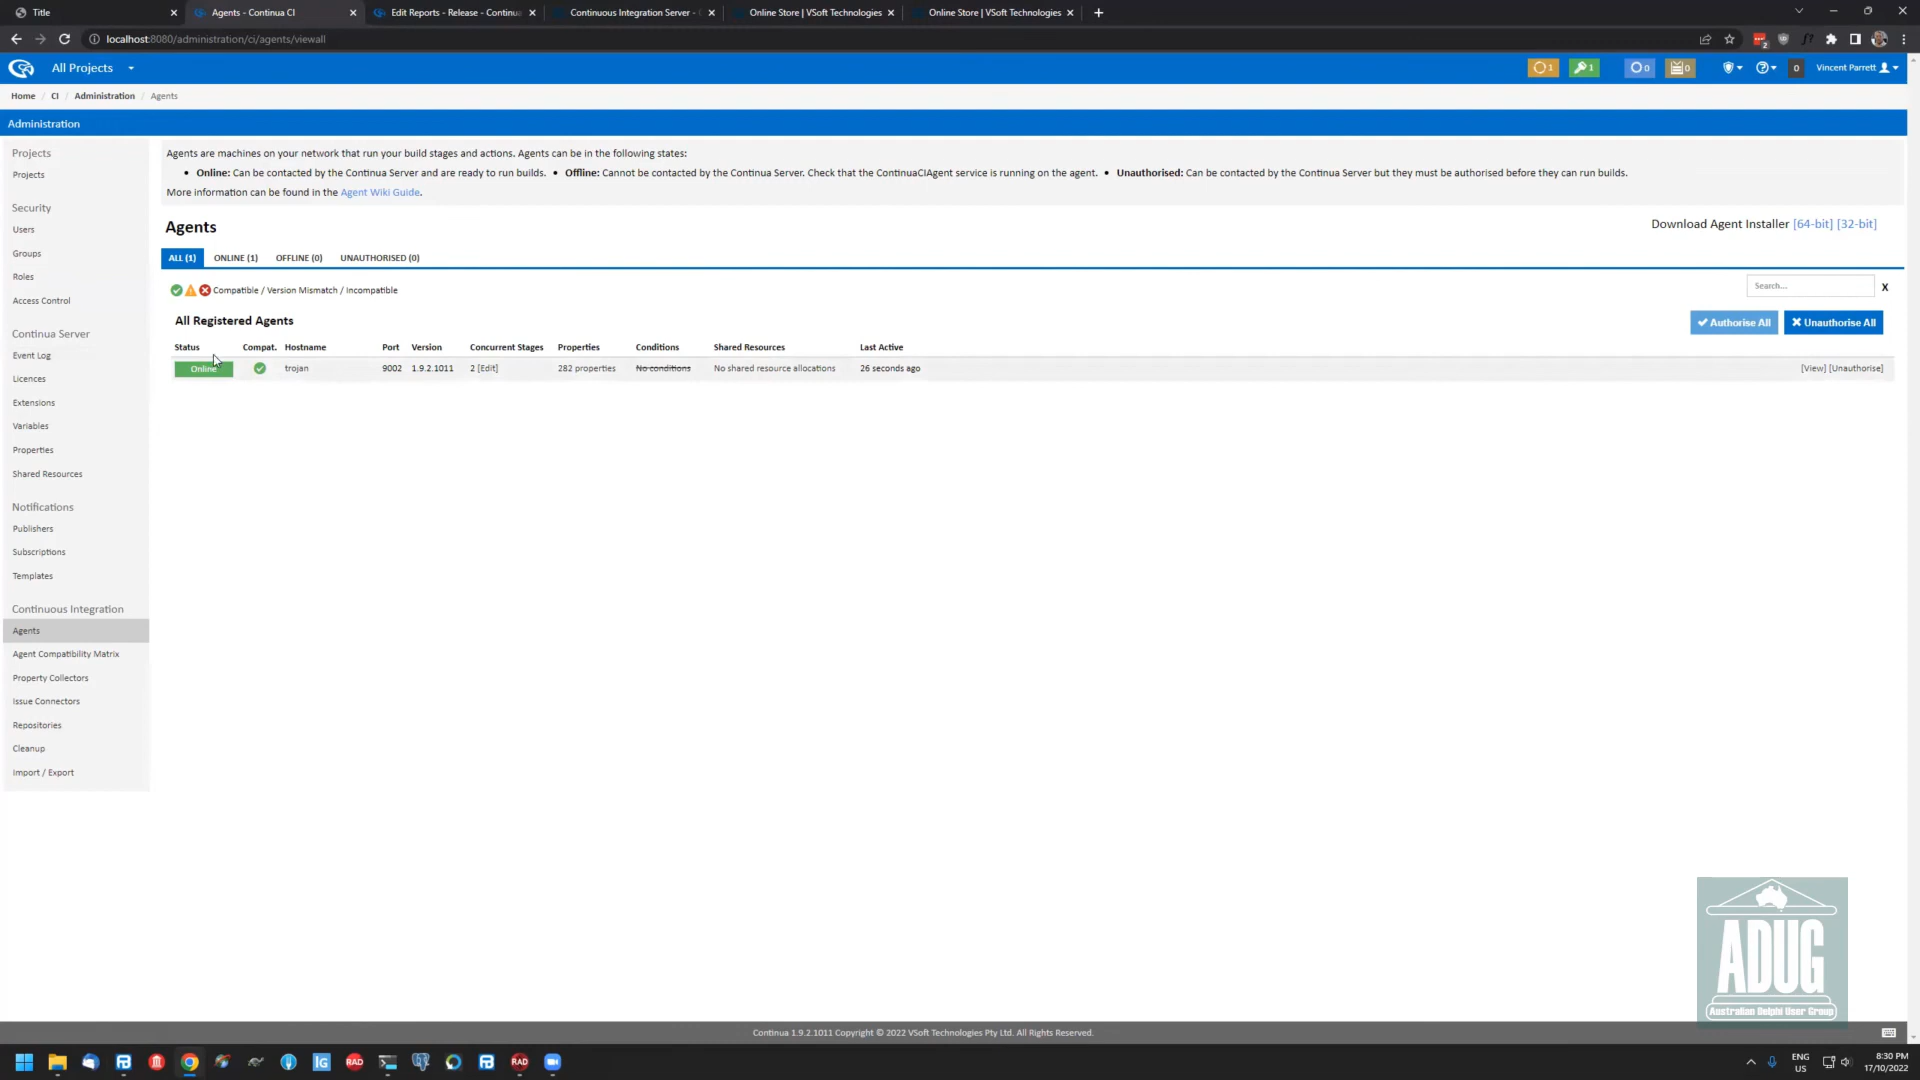 Title
Agents - Continua CI
Edit Reports - Release - Continua
Continuous Integration Server -
Online Store | VSoft Technologies
Online Store | VSoft Technologies
localhost:8080/administration/ci/agents/viewall
All Projects
1
1
0
0
0
Vincent Parrett
Home / CI / Administration / Agents
Administration
Projects
Projects
Security
Users
Groups
Roles
Access Control
Continua Server
Event Log
Licences
Extensions
Variables
Properties
Shared Resources
Notifications
Publishers
Subscriptions
Templates
Continuous Integration
Agents
Agent Compatibility Matrix
Property Collectors
Issue Connectors
Repositories
Cleanup
Import / Export
Agents are machines on your network that run your build stages and actions. Agents can be in the following states:
• Online: Can be contacted by the Continua Server and are ready to run builds. • Offline: Cannot be contacted by the Continua Server. Check that the ContinuaCIAgent service is running on the agent. • Unauthorised: Can be contacted by the Continua Server but they must be authorised before they can run builds.
More information can be found in the Agent Wiki Guide.
Agents
Download Agent Installer [64-bit] [32-bit]
ALL (1) ONLINE (1) OFFLINE (0) UNAUTHORISED (0)
Compatible / Version Mismatch / Incompatible
Search...
X
All Registered Agents
Authorise All
Unauthorise All
Status Compat. Hostname Port Version Concurrent Stages Properties Conditions Shared Resources Last Active
Online trojan 9002 1.9.2.1011 2 [Edit] 282 properties No conditions No shared resource allocations 26 seconds ago [View] [Unauthorise]
ADUG
Australian Delphi User Group
Continua 1.9.2.1011 Copyright © 2022 VSoft Technologies Pty Ltd. All Rights Reserved.
IG
RAD
RAD
ENG
US
8:30 PM
17/10/2022